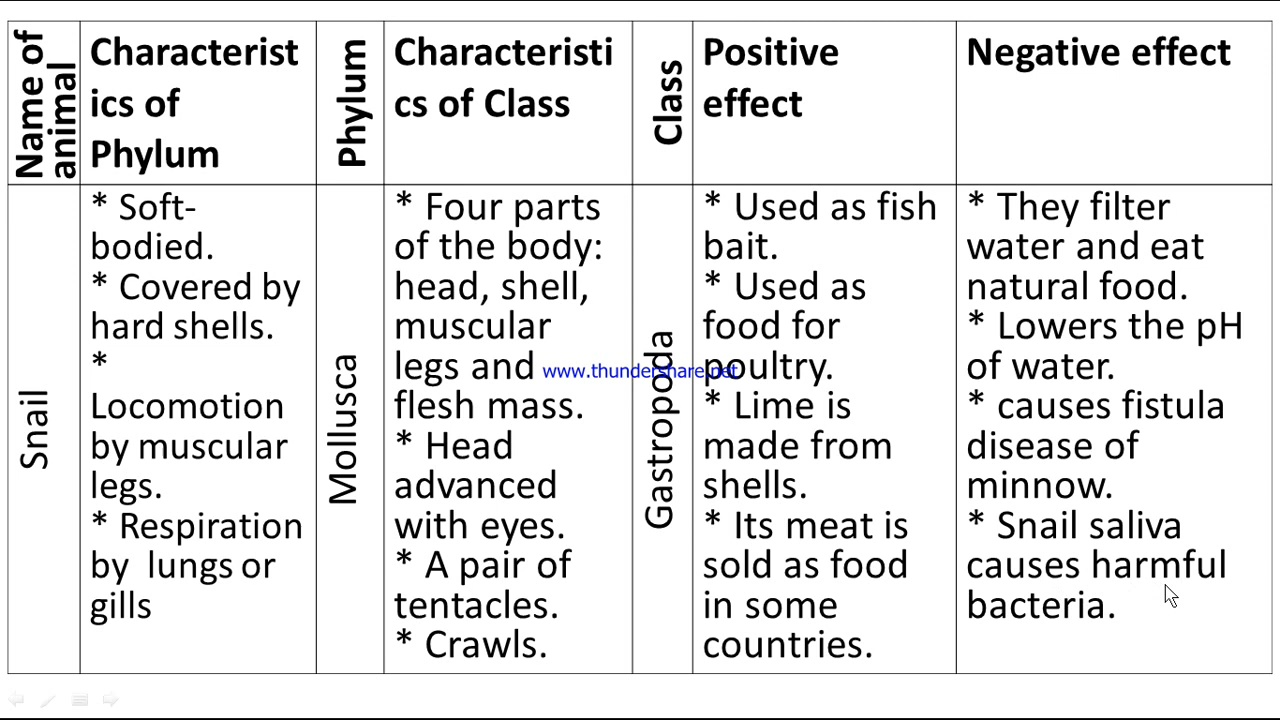 Name of
animal
Characterist
ics of
Phylum
Phylum
Characteristi
cs of Class
Class
Positive
effect
Negative effect
Snail
* Soft-
bodied.
* Covered by
hard shells.
*
Locomotion
by muscular
legs.
* Respiration
by lungs or
gills
Mollusca
* Four parts
of the body:
head, shell,
muscular
legs and
flesh mass.
* Head
advanced
with eyes.
* A pair of
tentacles.
* Crawls.
Gastropoda
* Used as fish
bait.
* Used as
food for
poultry.
* Lime is
made from
shells.
* Its meat is
sold as food
in some
countries.
* They filter
water and eat
natural food.
* Lowers the pH
of water.
* causes fistula
disease of
minnow.
* Snail saliva
causes harmful
bacteria.
www.thundershare.net